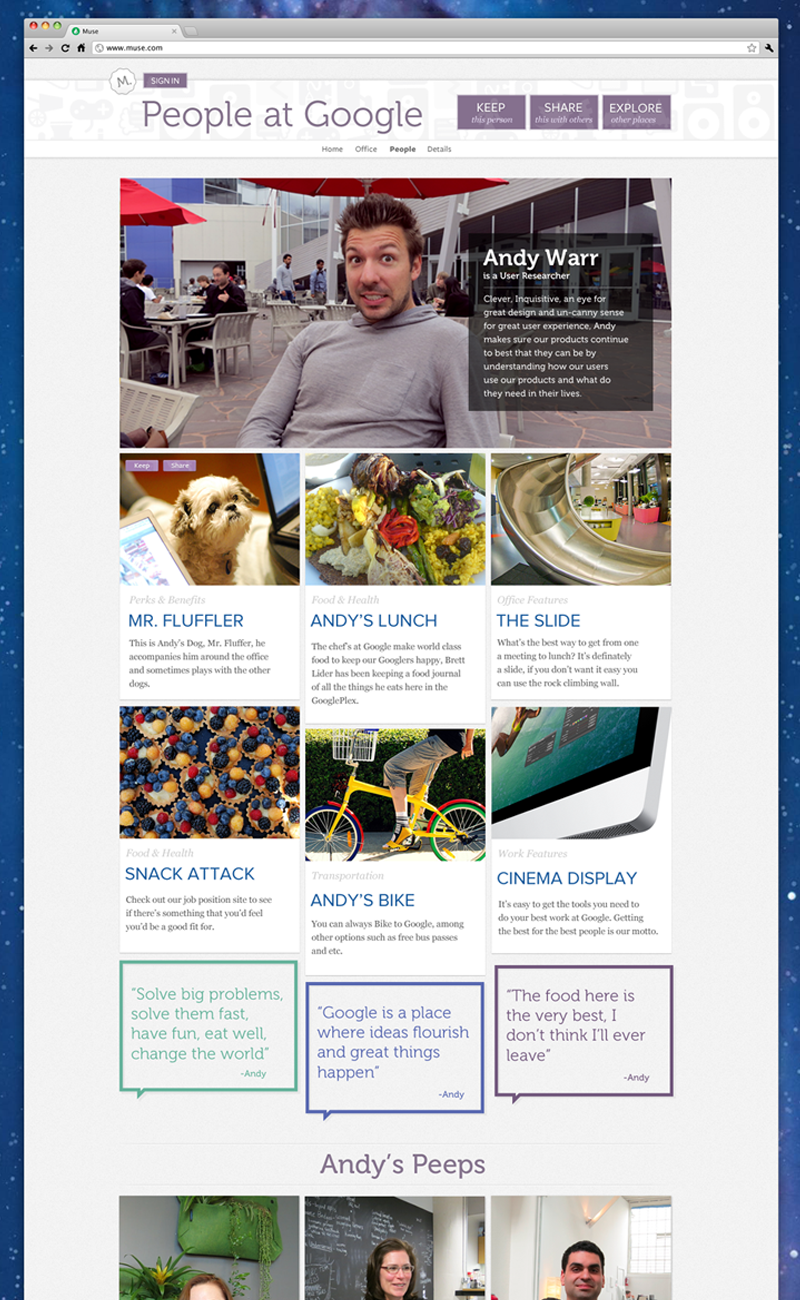 Muse
www.muse.com
M.
SIGN IN
People at Google
KEEP
this person
SHARE
this with others
EXPLORE
other places
Home Office People Details
Andy Warr
is a User Researcher
Clever, Inquisitive, an eye for
great design and un-canny sense
for great user experience, Andy
makes sure our products continue
to best that they can be by
understanding how our users
use our products and what do
they need in their lives.
Keep Share
Perks & Benefits
MR. FLUFFLER
This is Andy's Dog, Mr. Fluffer, he
accompanies him around the office
and sometimes plays with the other
dogs.
Food & Health
ANDY'S LUNCH
The chef's at Google make world class
food to keep our Googlers happy, Brett
Lider has been keeping a food journal
of all the things he eats here in the
GooglePlex.
Office Features
THE SLIDE
What's the best way to get from one
a meeting to lunch? It's definately
a slide, if you don't want it easy you
can use the rock climbing wall.
Food & Health
SNACK ATTACK
Check out our job position site to see
if there's something that you'd feel
you'd be a good fit for.
Transportation
ANDY'S BIKE
You can always Bike to Google, among
other options such as free bus passes
and etc.
Work Features
CINEMA DISPLAY
It's easy to get the tools you need to
do your best work at Google. Getting
the best for the best people is our motto.
“Solve big problems,
solve them fast,
have fun, eat well,
change the world”
-Andy
“Google is a place
where ideas flourish
and great things
happen”
-Andy
“The food here is
the very best, I
don't think I'll ever
leave”
-Andy
Andy's Peeps